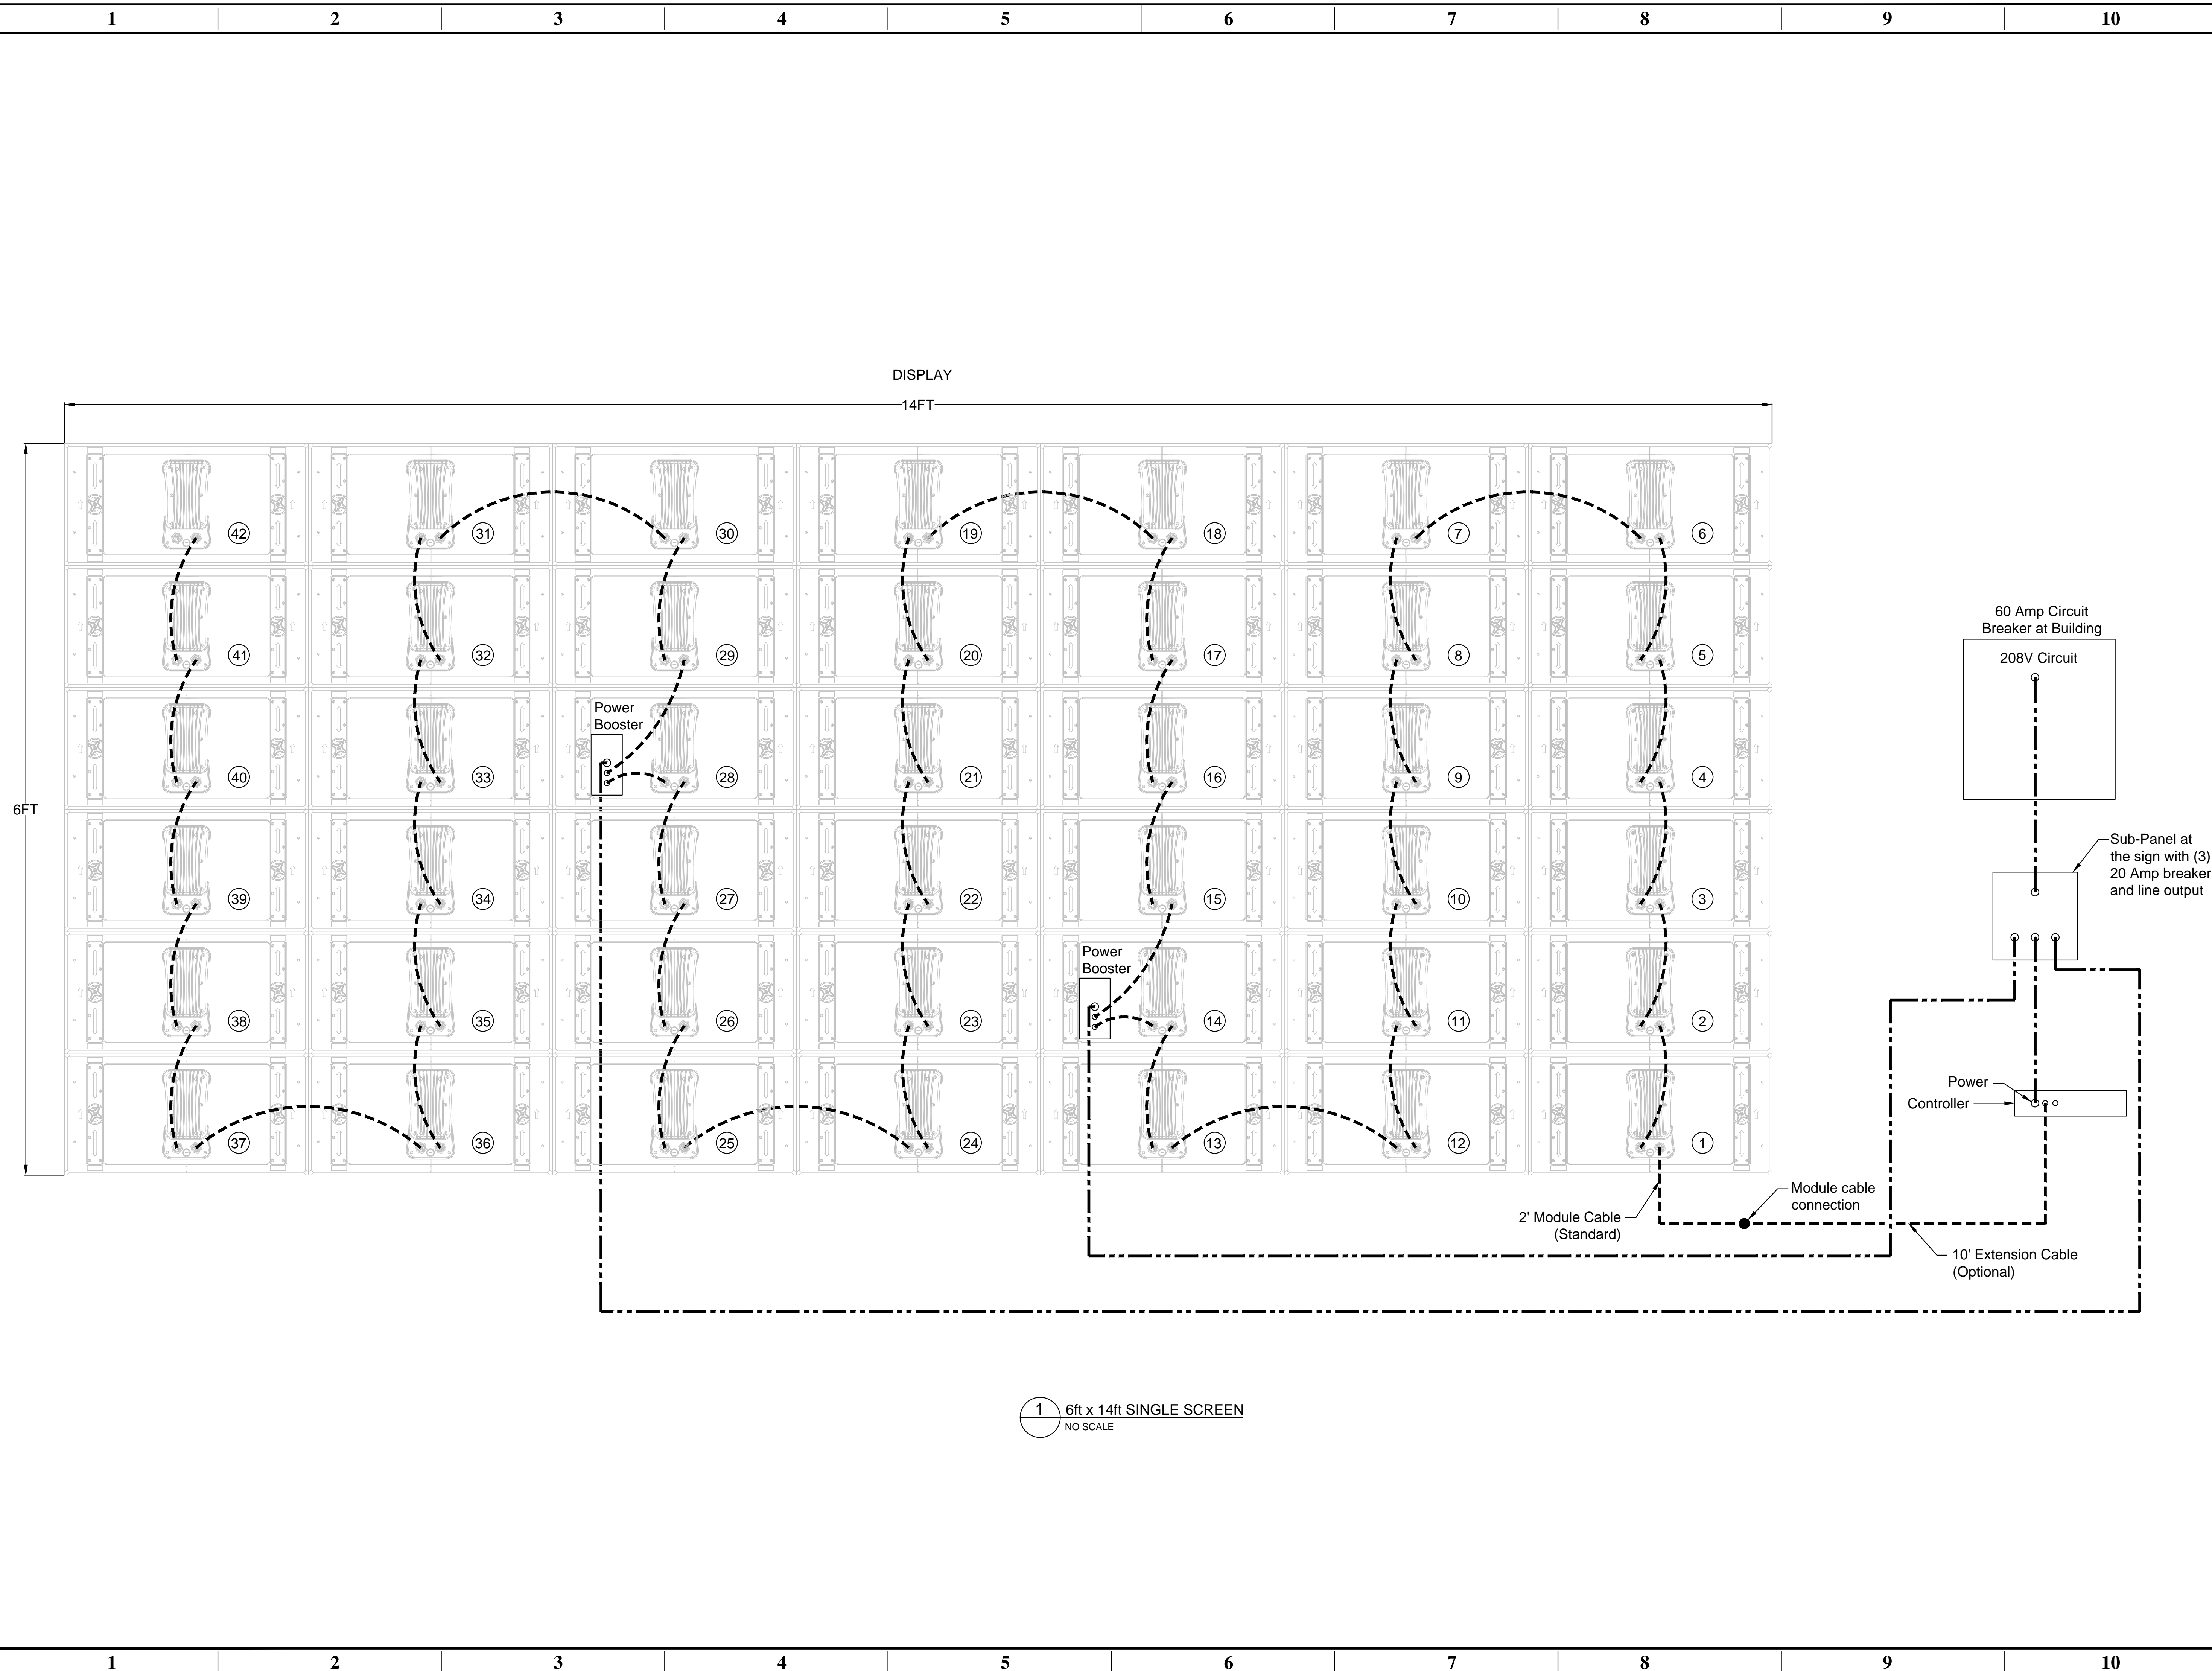 1 2 3 4 5 6 7 8 9 10
DISPLAY
14FT
6FT
42 31 30 19 18 7 6
41 32 29 20 17 8 5
Power
Booster
40 33 28 21 16 9 4
39 34 27 22 15 10 3
Power
Booster
38 35 26 23 14 11 2
37 36 25 24 13 12 1
60 Amp Circuit
Breaker at Building
208V Circuit
Sub-Panel at
the sign with (3)
20 Amp breaker
and line output
Power
Controller
Module cable
connection
2' Module Cable
(Standard)
10' Extension Cable
(Optional)
1 6ft x 14ft SINGLE SCREEN
NO SCALE
1 2 3 4 5 6 7 8 9 10